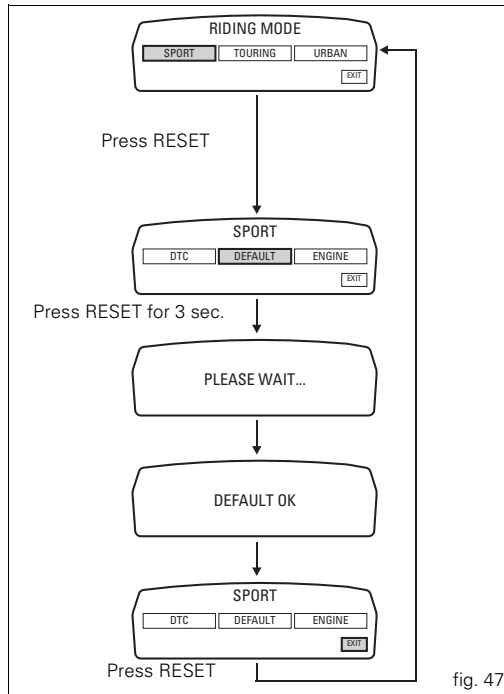 RIDING MODE
SPORT TOURING URBAN
EXIT
Press RESET
SPORT
DTC DEFAULT ENGINE
EXIT
Press RESET for 3 sec.
PLEASE WAIT...
DEFAULT OK
SPORT
DTC DEFAULT ENGINE
EXIT
Press RESET
fig. 47